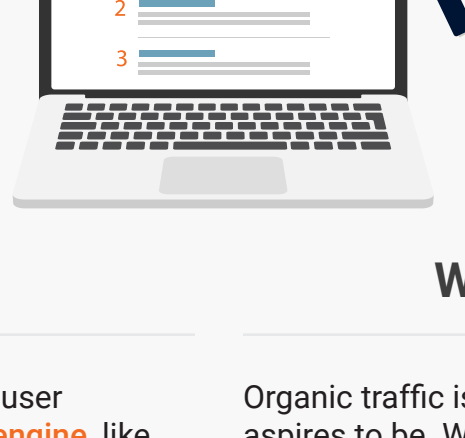 2
3
W
user
engine, like
Organic traffic is
aspires to be. W